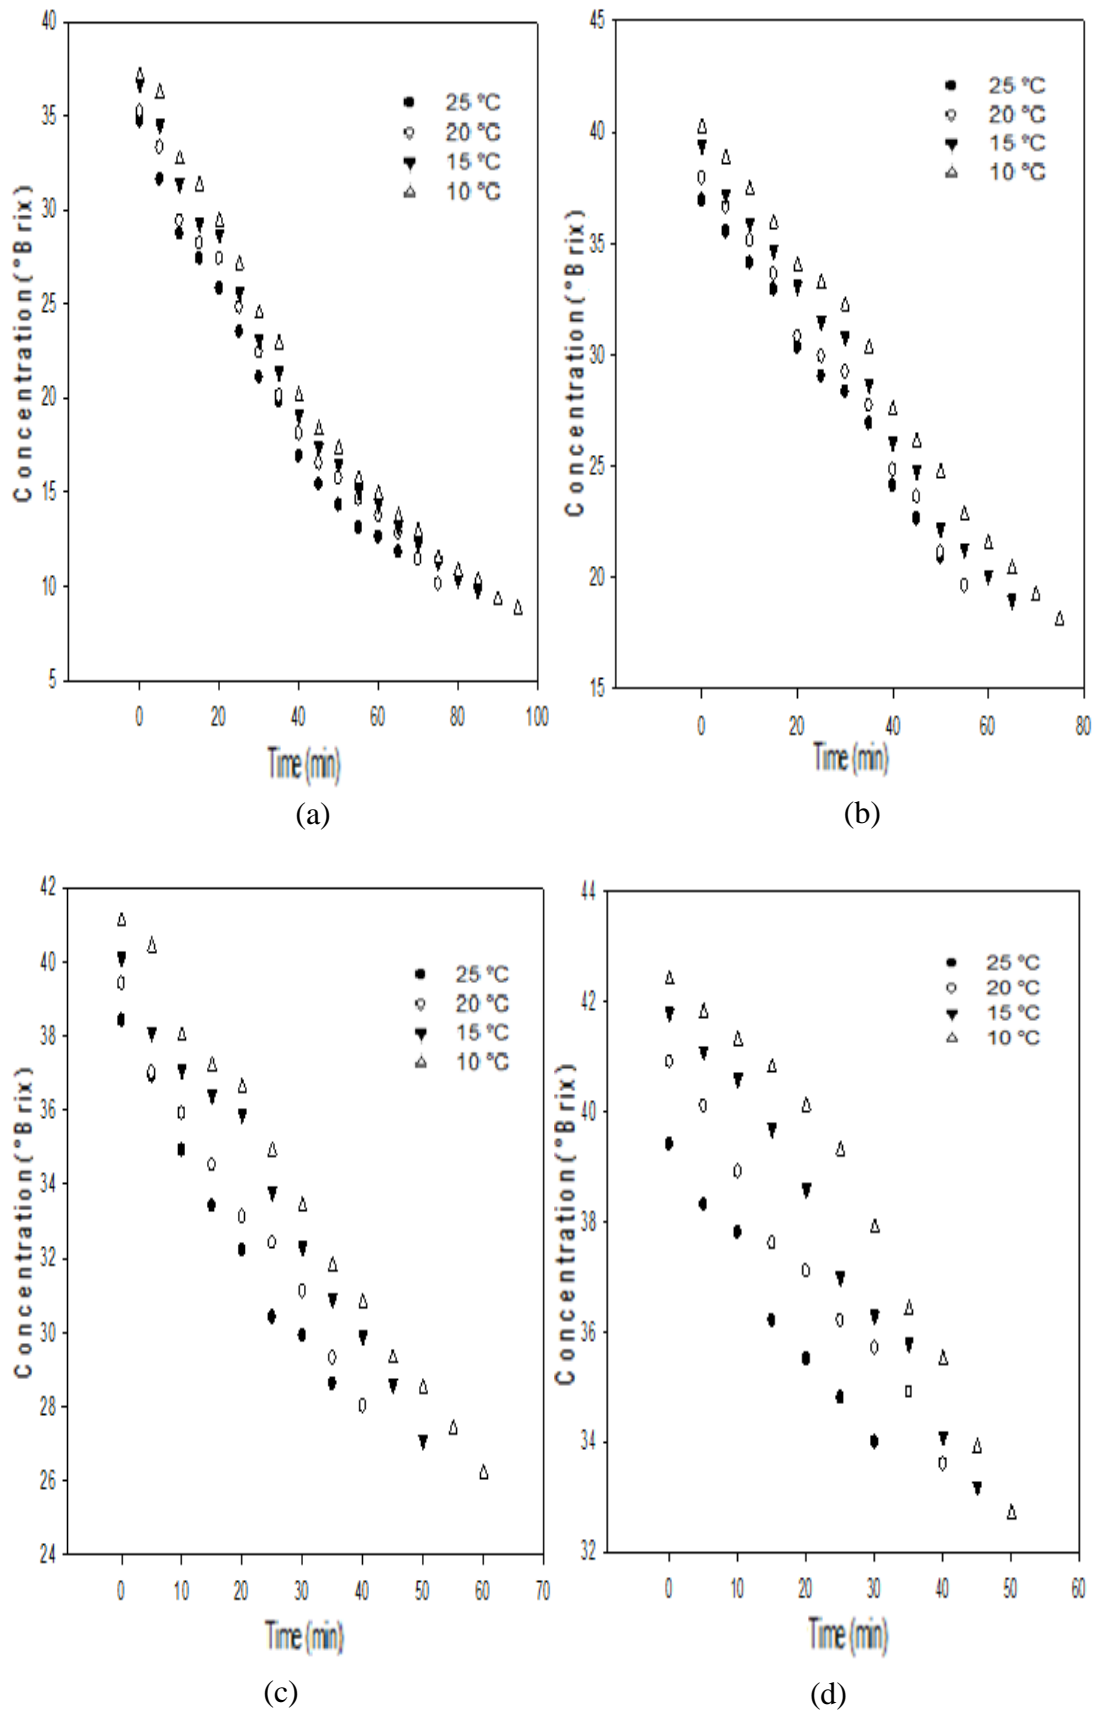 40
35
30
25
20
15
10
5
Concentration(°Brix)
25 °C
20 °C
15 °C
10 °C
0 20 40 60 80 100
Time (min)
(a)
45
40
35
30
25
20
15
Concentration(°Brix)
25 °C
20 °C
15 °C
10 °C
0 20 40 60 80
Time (min)
(b)
42
40
38
36
34
32
30
28
26
24
Concentration(°Brix)
25 °C
20 °C
15 °C
10 °C
0 10 20 30 40 50 60 70
Time (min)
(c)
44
42
40
38
36
34
32
Concentration(°Brix)
25 °C
20 °C
15 °C
10 °C
0 10 20 30 40 50 60
Time (min)
(d)